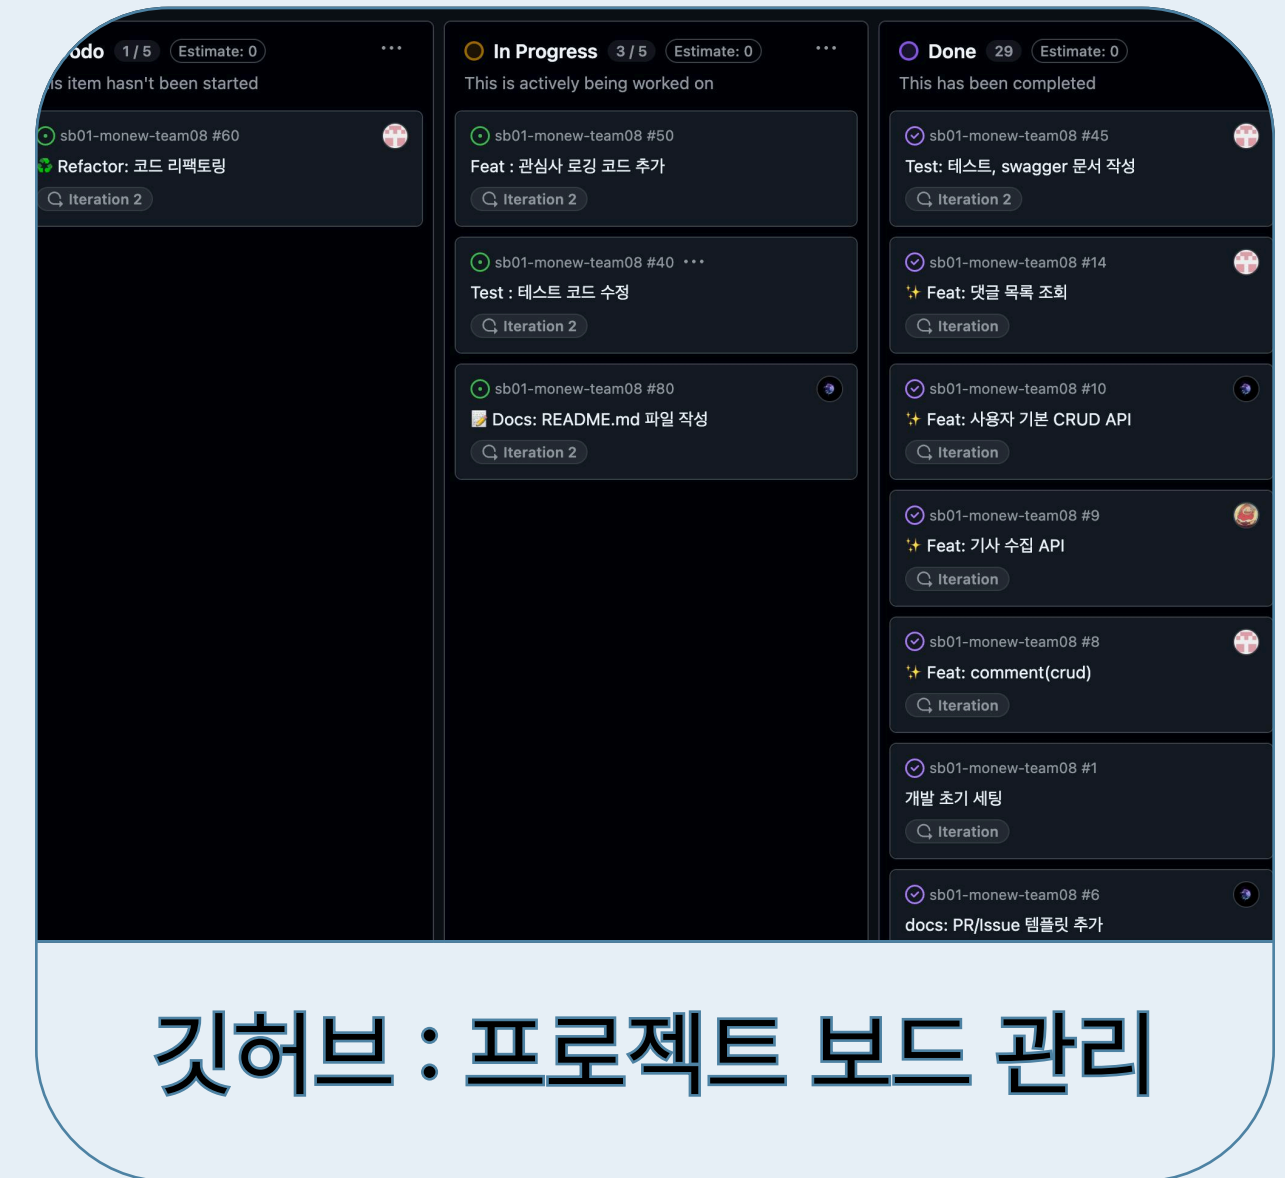 odo 1 / 5 Estimate: 0 ...
is item hasn't been started
sb01-monew-team08 #60
♻️ Refactor: 코드 리팩토링
Iteration 2
In Progress 3 / 5 Estimate: 0 ...
This is actively being worked on
sb01-monew-team08 #50
Feat : 관심사 로깅 코드 추가
Iteration 2
sb01-monew-team08 #40 ...
Test : 테스트 코드 수정
Iteration 2
sb01-monew-team08 #80
📝 Docs: README.md 파일 작성
Iteration 2
Done 29 Estimate: 0
This has been completed
sb01-monew-team08 #45
Test: 테스트, swagger 문서 작성
Iteration 2
sb01-monew-team08 #14
✨ Feat: 댓글 목록 조회
Iteration
sb01-monew-team08 #10
✨ Feat: 사용자 기본 CRUD API
Iteration
sb01-monew-team08 #9
✨ Feat: 기사 수집 API
Iteration
sb01-monew-team08 #8
✨ Feat: comment(crud)
Iteration
sb01-monew-team08 #1
개발 초기 세팅
Iteration
sb01-monew-team08 #6
docs: PR/Issue 템플릿 추가
깃허브 : 프로젝트 보드 관리